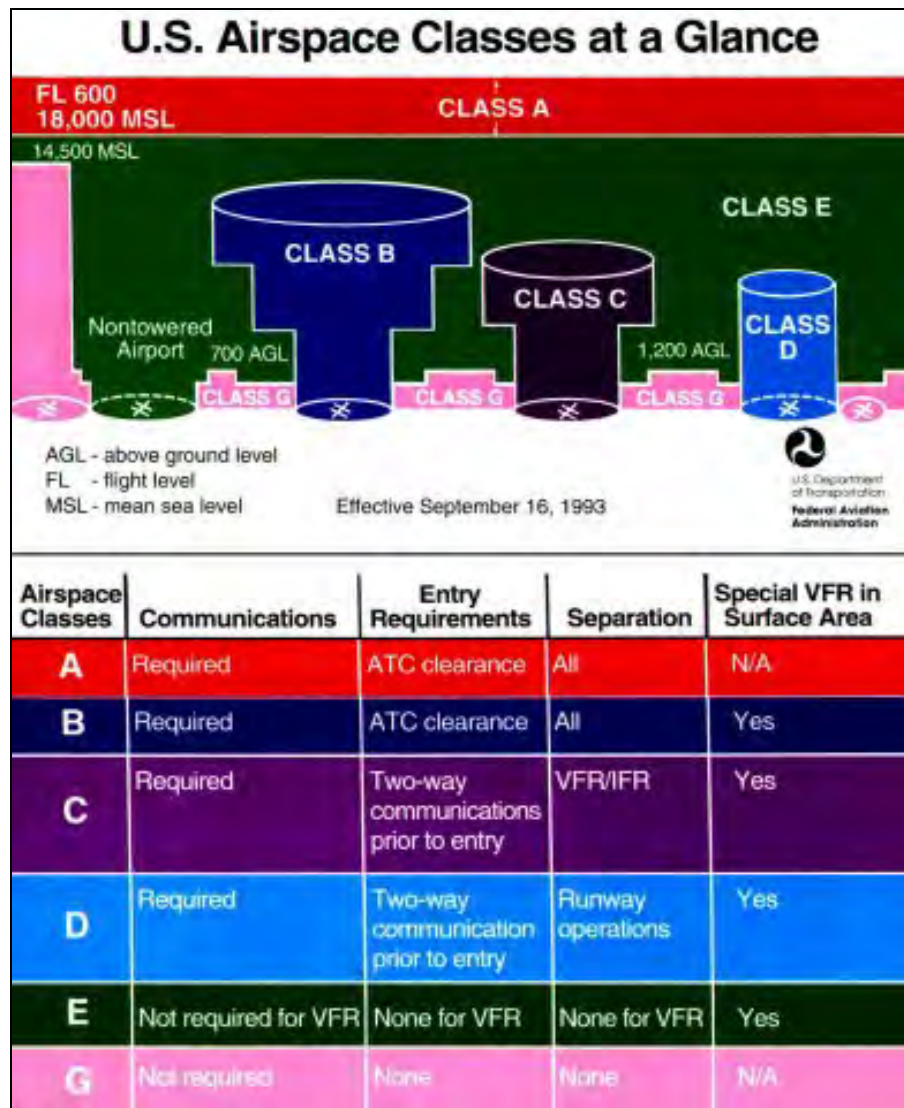 U.S. Airspace Classes at a Glance
FL 600
18,000 MSL
CLASS A
14,500 MSL
CLASS E
CLASS B
CLASS C
CLASS
D
Nontowered
Airport
700 AGL
1,200 AGL
CLASS G
CLASS G
CLASS G
AGL - above ground level
FL - flight level
MSL - mean sea level
Effective September 16, 1993
U.S. Department
of Transportation
Federal Aviation
Administration
Airspace
Classes
Communications
Entry
Requirements
Separation
Special VFR in
Surface Area
A
Required
ATC clearance
All
N/A
B
Required
ATC clearance
All
Yes
C
Required
Two-way
communications
prior to entry
VFR/IFR
Yes
D
Required
Two-way
communication
prior to entry
Runway
operations
Yes
E
Not required for VFR
None for VFR
None for VFR
Yes
G
Not required
None
None
N/A